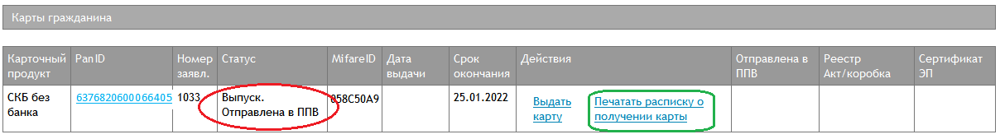 Карты гражданина
Карточный продукт
PanID
Номер заявл.
Статус
MifareID
Дата выдачи
Срок окончания
Действия
Отправлена в ППВ
Реестр Акт/коробка
Сертификат ЭП
СКБ без банка
6376820600066405
1033
Выпуск.
Отправлена в ППВ
058C50A9
25.01.2022
Выдать карту
Печатать расписку о получении карты